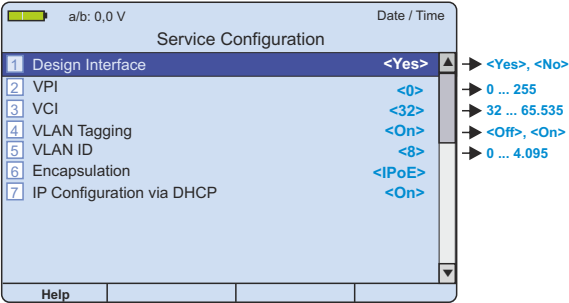 a/b: 0,0 V Date / Time
Service Configuration
1 Design Interface <Yes> <Yes>, <No>
2 VPI <0> 0 ... 255
3 VCI <32> 32 ... 65.535
4 VLAN Tagging <On> <Off>, <On>
5 VLAN ID <8> 0 ... 4.095
6 Encapsulation <IPoE>
7 IP Configuration via DHCP <On>
Help